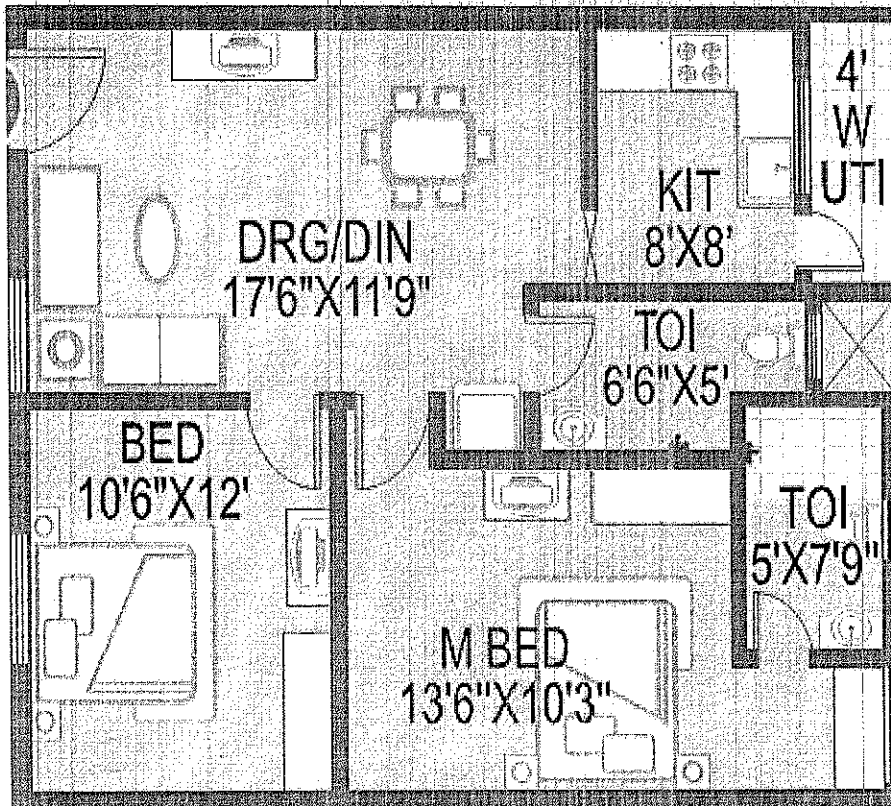 DRG/DIN
17'6"X11'9"
KIT
8'X8'
4'
W
UTI
TOI
6'6"X5'
BED
10'6"X12'
TOI
5'X7'9"
M BED
13'6"X10'3"